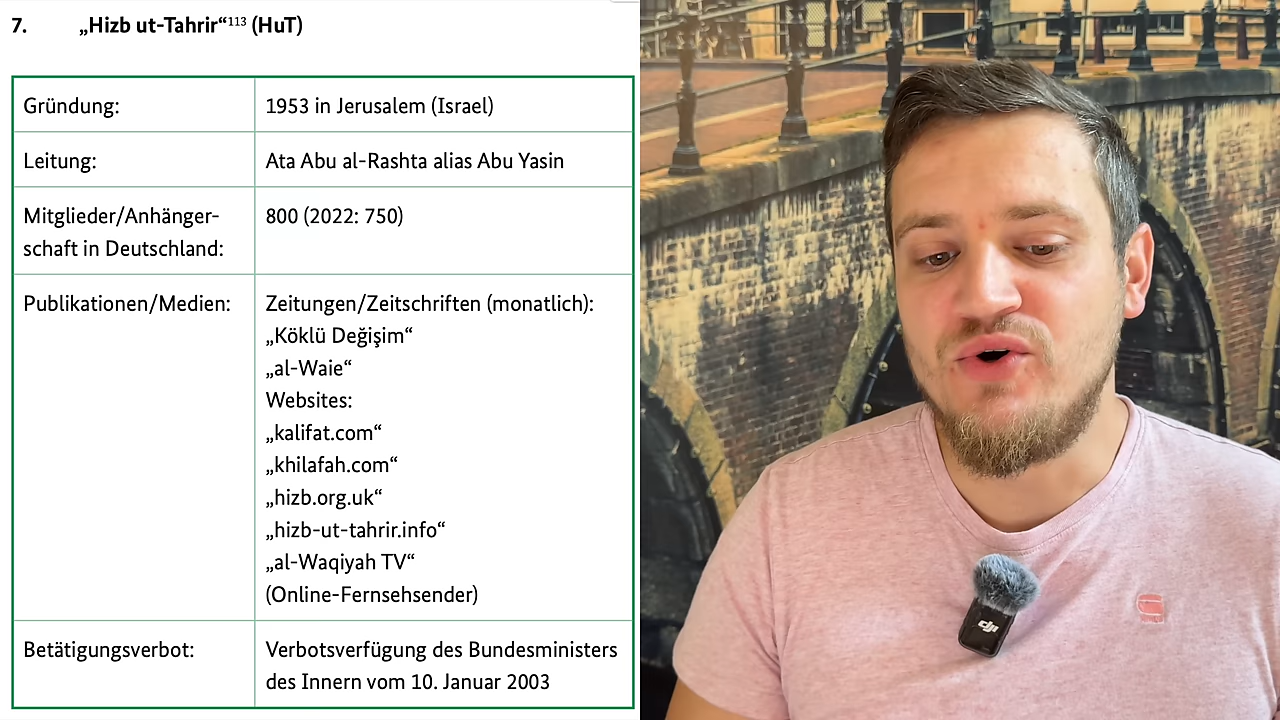 7. „Hizb ut-Tahrir“¹¹³ (HuT)
Gründung: 1953 in Jerusalem (Israel)
Leitung: Ata Abu al-Rashta alias Abu Yasin
Mitglieder/Anhänger-
schaft in Deutschland: 800 (2022: 750)
Publikationen/Medien: Zeitungen/Zeitschriften (monatlich):
„Köklü Değişim“
„al-Waie“
Websites:
„kalifat.com“
„khilafah.com“
„hizb.org.uk“
„hizb-ut-tahrir.info“
„al-Waqiyah TV“
(Online-Fernsehsender)
Betätigungsverbot: Verbotsverfügung des Bundesministers
des Innern vom 10. Januar 2003
dji